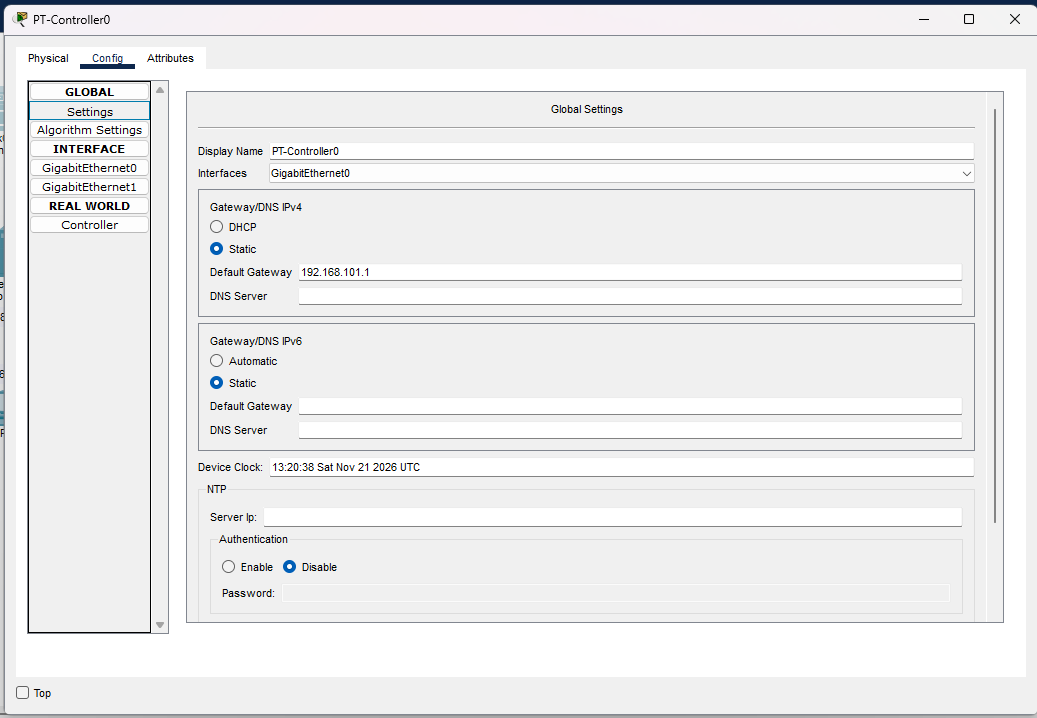 PT-Controller0
Physical Config Attributes
GLOBAL
Settings
Algorithm Settings
INTERFACE
GigabitEthernet0
GigabitEthernet1
REAL WORLD
Controller
Global Settings
Display Name PT-Controller0
Interfaces GigabitEthernet0
Gateway/DNS IPv4
DHCP
Static
Default Gateway 192.168.101.1
DNS Server
Gateway/DNS IPv6
Automatic
Static
Default Gateway
DNS Server
Device Clock: 13:20:38 Sat Nov 21 2026 UTC
NTP
Server Ip:
Authentication
Enable Disable
Password:
Top